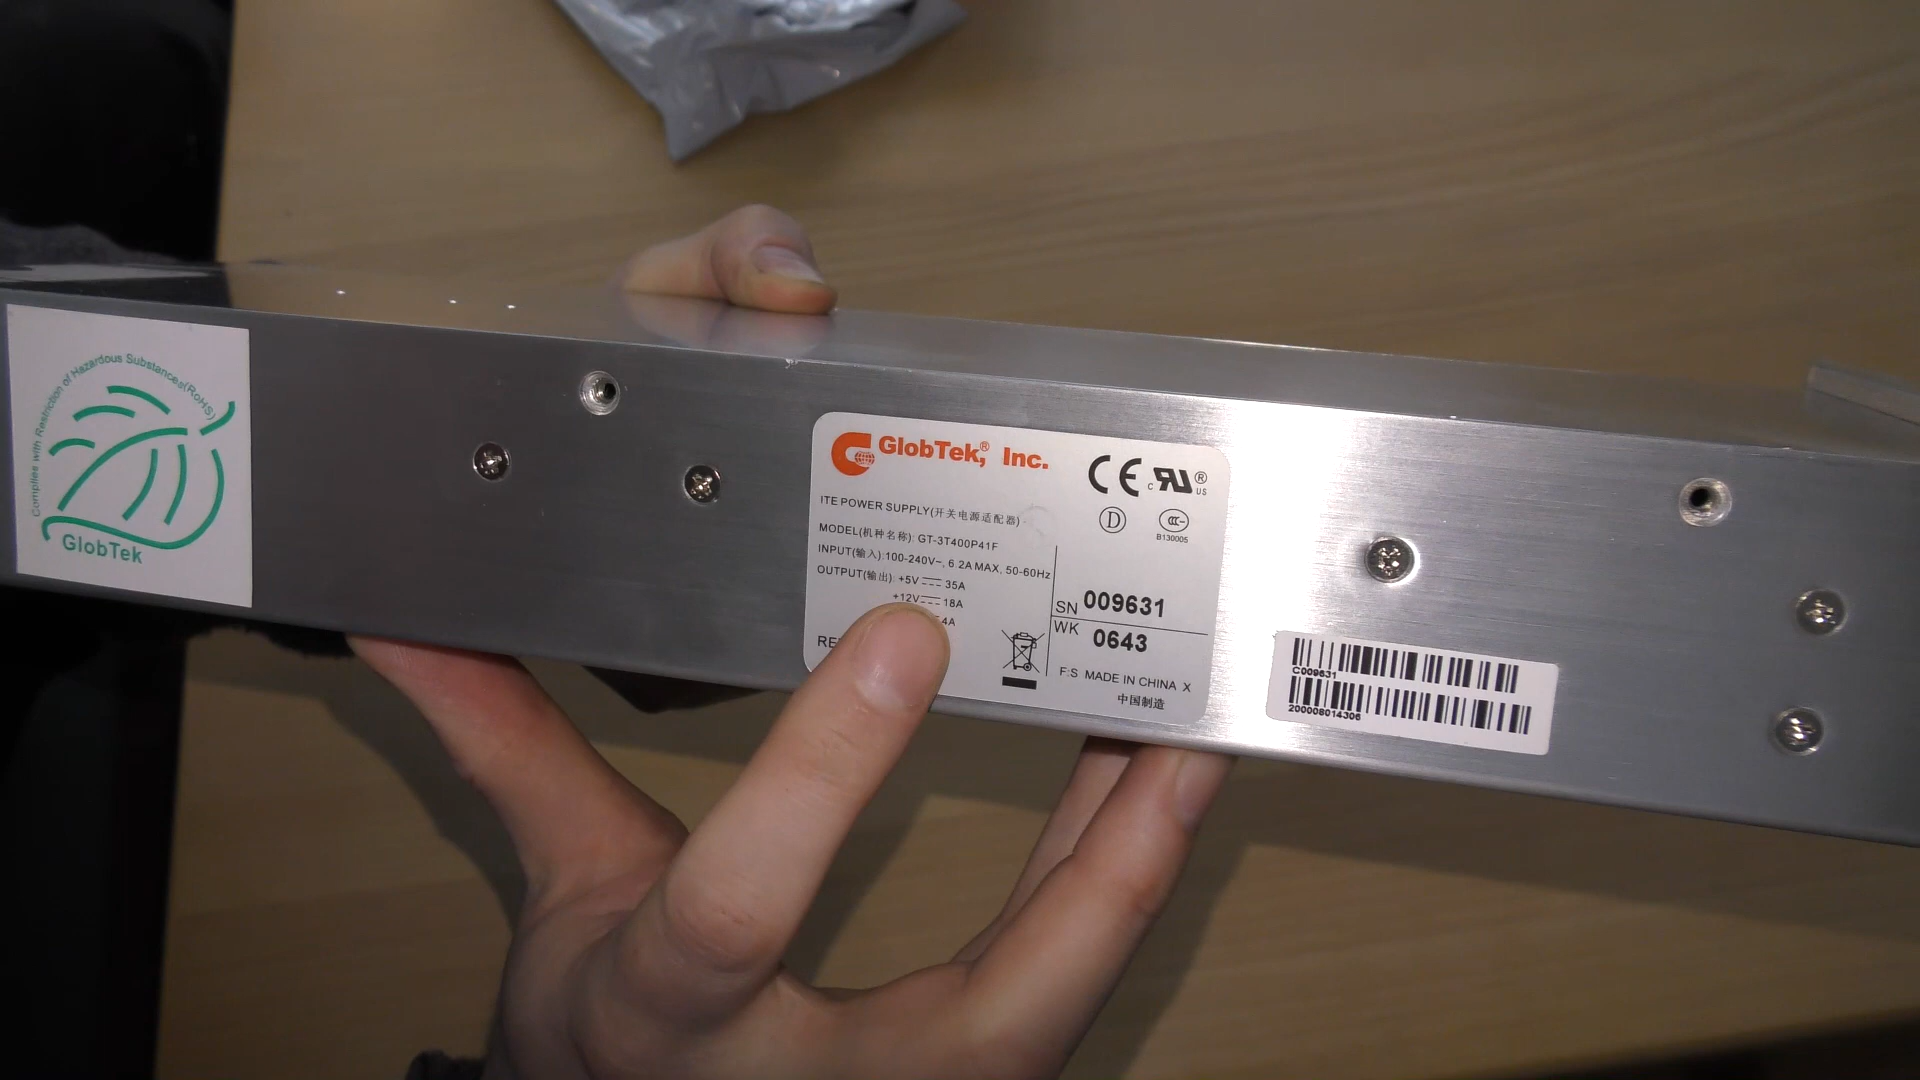 Complies with Restriction of Hazardous Substances(RoHS)
GlobTek
GlobTek,® Inc.
ITE POWER SUPPLY(开关电源适配器)
MODEL(机种名称): GT-3T400P41F
INPUT(输入):100-240V~, 6.2A MAX. 50-60Hz
OUTPUT(输出): +5V 35A
+12V 18A
4A
CE c RU ® US
D CCC
B130005
SN 009631
WK 0643
F:S MADE IN CHINA X
中国制造
C009631
200008014306